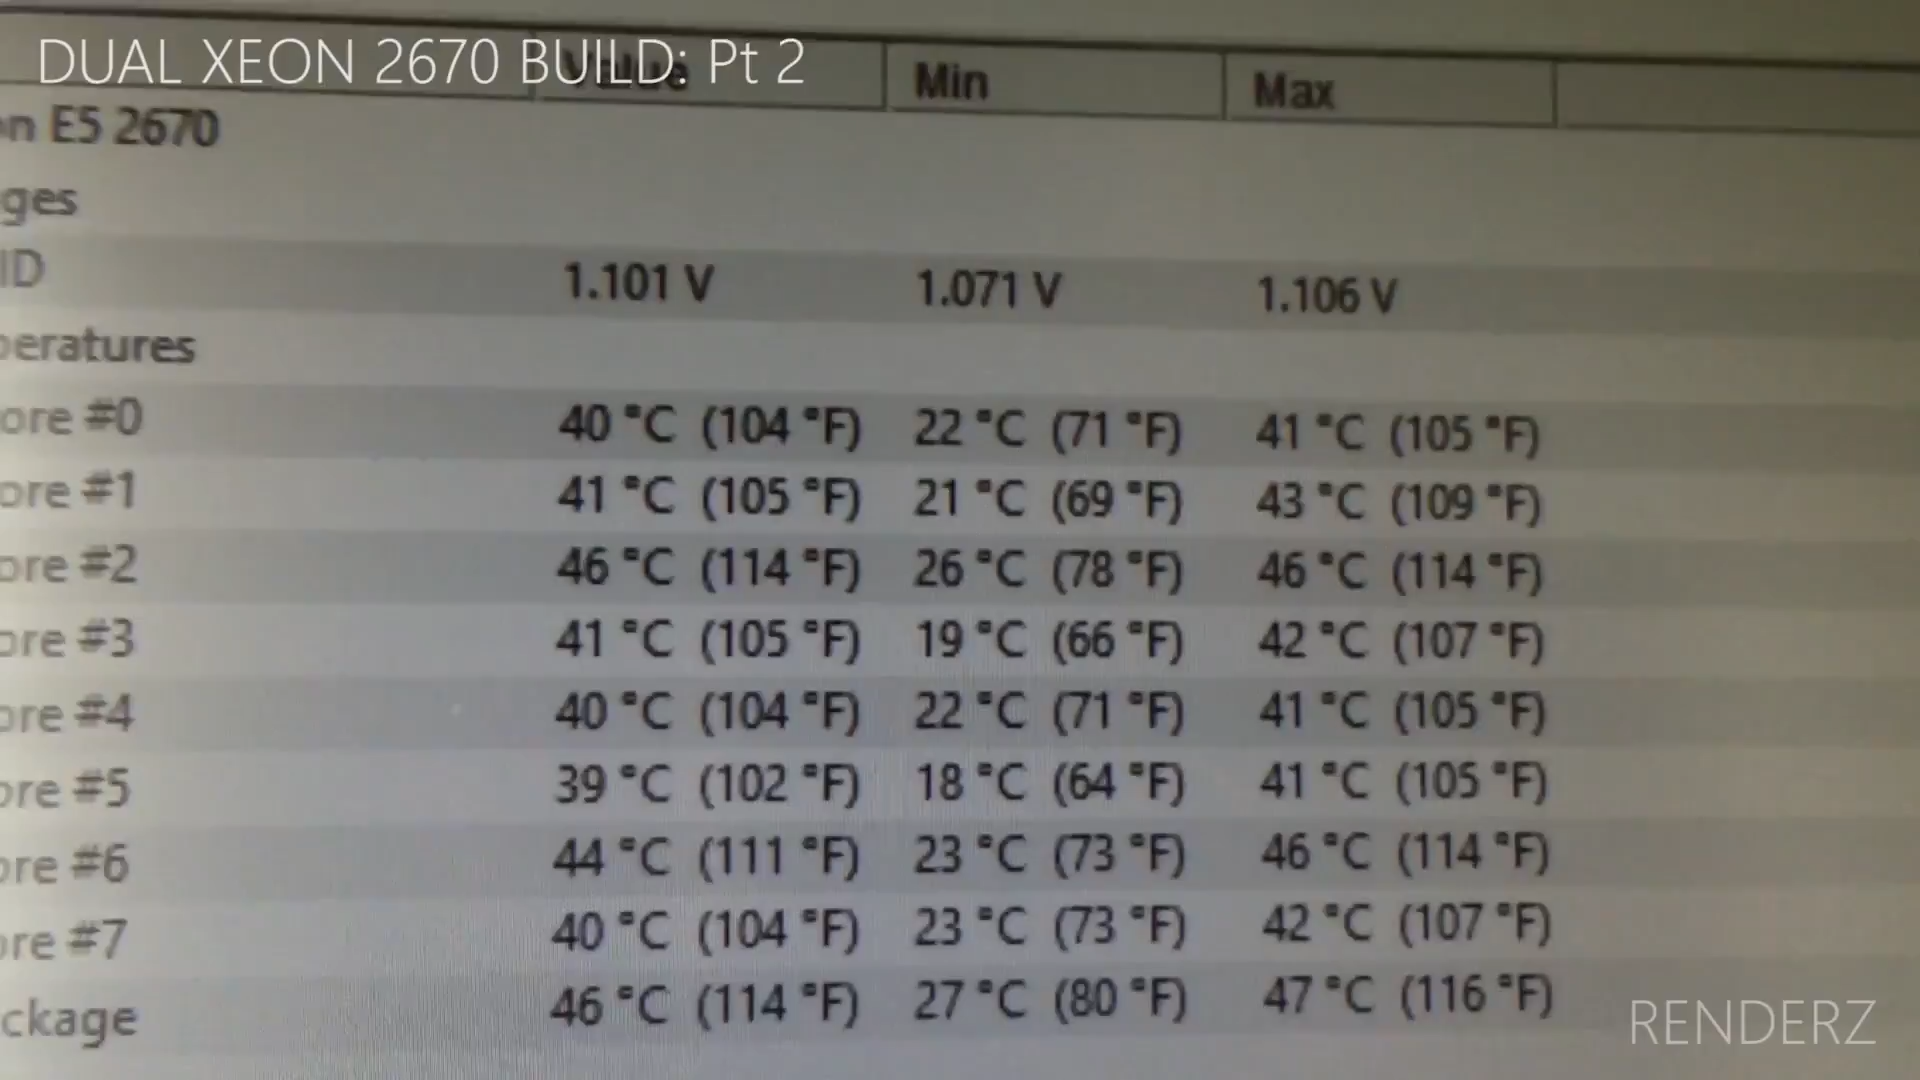 DUAL XEON 2670 BUILD: Pt 2
Value Min Max
on E5 2670
ges
ID 1.101 V 1.071 V 1.106 V
peratures
ore #0 40 °C (104 °F) 22 °C (71 °F) 41 °C (105 °F)
ore #1 41 °C (105 °F) 21 °C (69 °F) 43 °C (109 °F)
ore #2 46 °C (114 °F) 26 °C (78 °F) 46 °C (114 °F)
ore #3 41 °C (105 °F) 19 °C (66 °F) 42 °C (107 °F)
ore #4 40 °C (104 °F) 22 °C (71 °F) 41 °C (105 °F)
ore #5 39 °C (102 °F) 18 °C (64 °F) 41 °C (105 °F)
ore #6 44 °C (111 °F) 23 °C (73 °F) 46 °C (114 °F)
ore #7 40 °C (104 °F) 23 °C (73 °F) 42 °C (107 °F)
ckage 46 °C (114 °F) 27 °C (80 °F) 47 °C (116 °F)
RENDERZ